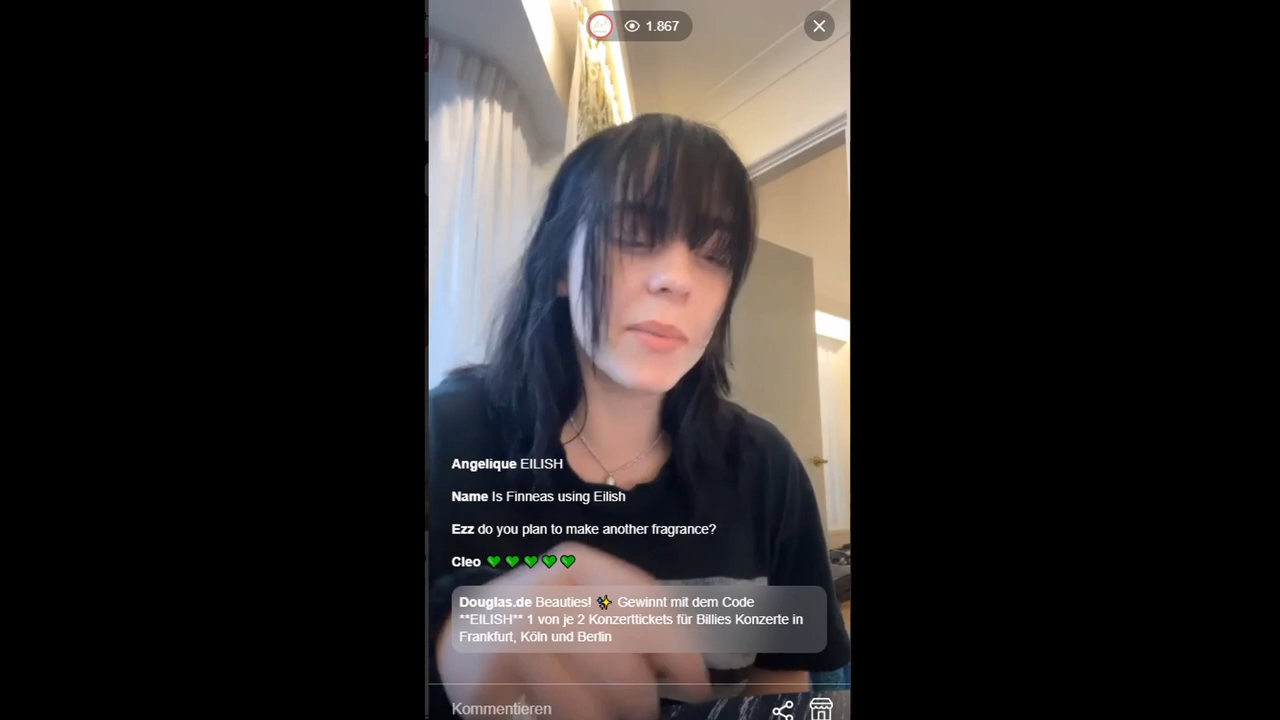 1.867
Angelique EILISH
Name Is Finneas using Eilish
Ezz do you plan to make another fragrance?
Cleo 💚💚💚💚💚
Douglas.de Beauties! ✨ Gewinnt mit dem Code
**EILISH** 1 von je 2 Konzerttickets für Billies Konzerte in
Frankfurt, Köln und Berlin
Kommentieren